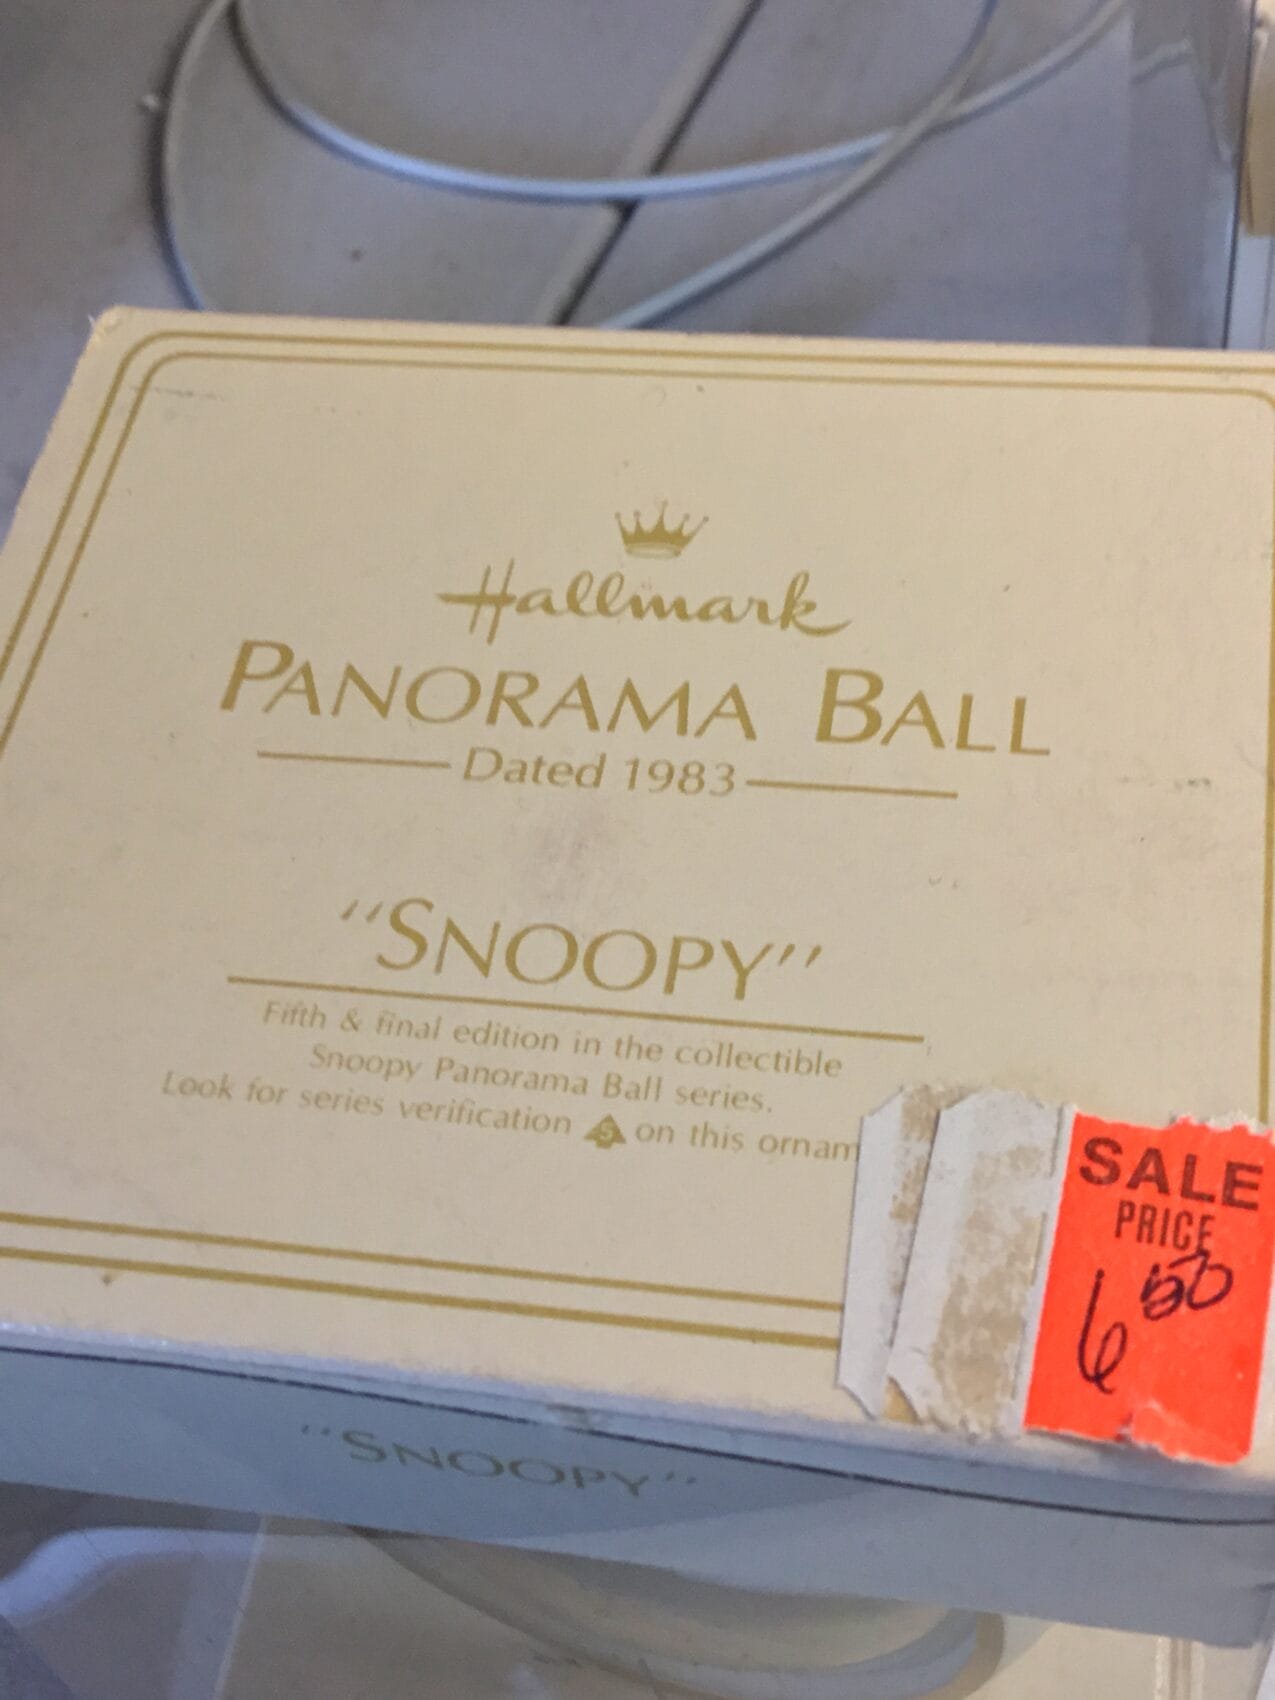 Hallmark
PANORAMA BALL
Dated 1983
"SNOOPY"
Fifth & final edition in the collectible
Snoopy Panorama Ball series.
Look for series verification 5 on this ornam
SALE
PRICE
6 50
"SNOOPY"